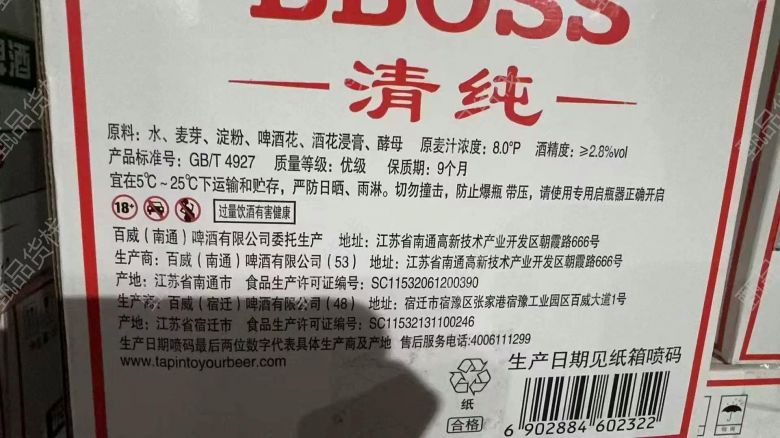 BBOSS
清纯
原料：水、麦芽、淀粉、啤酒花、酒花浸膏、酵母 原麦汁浓度：8.0°P 酒精度：≥2.8%vol
产品标准号：GB/T 4927 质量等级：优级 保质期：9个月
宜在5℃～25℃下运输和贮存，严防日晒、雨淋。切勿撞击，防止爆瓶 带压，请使用专用启瓶器正确开启
18+ 过量饮酒有害健康
百威（南通）啤酒有限公司委托生产 地址：江苏省南通高新技术产业开发区朝霞路666号
生产商：百威（南通）啤酒有限公司（53） 地址：江苏省南通高新技术产业开发区朝霞路666号
产地：江苏省南通市 食品生产许可证编号：SC11532061200390
生产商：百威（宿迁）啤酒有限公司（48） 地址：宿迁市宿豫区张家港宿豫工业园区百威大道1号
产地：江苏省宿迁市 食品生产许可证编号：SC11532131100246
生产日期喷码最后两位数字代表具体生产商及产地 售后服务电话:4006111299
www.tapintoyourbeer.com
生产日期见纸箱喷码
纸
合格
6 902884 602322
酒